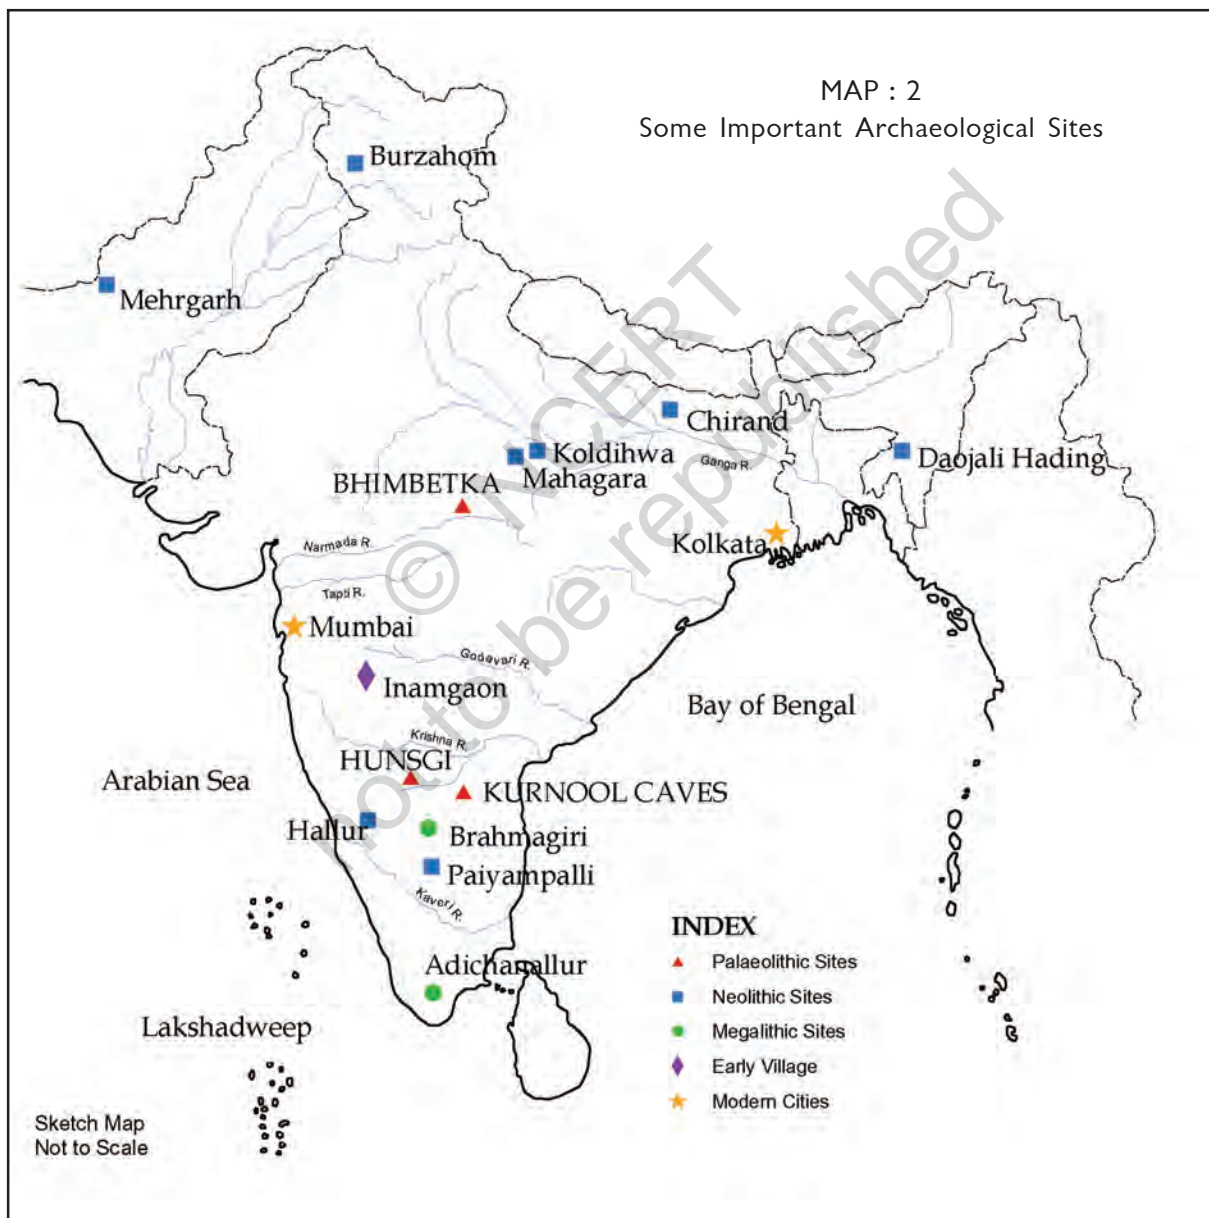 MAP : 2
Some Important Archaeological Sites
Burzahom
Mehrgarh
Chirand
Koldihwa
Mahagara
Ganga R.
Daojali Hading
BHIMBETKA
Kolkata
Narmada R.
Tapti R.
Mumbai
Godavari R.
Inamgaon
Bay of Bengal
Krishna R.
HUNSGI
Arabian Sea
KURNOOL CAVES
Hallur
Brahmagiri
Paiyampalli
Kaveri R.
Adichanallur
Lakshadweep
INDEX
Palaeolithic Sites
Neolithic Sites
Megalithic Sites
Early Village
Modern Cities
Sketch Map
Not to Scale
© NCERT
not to be republished